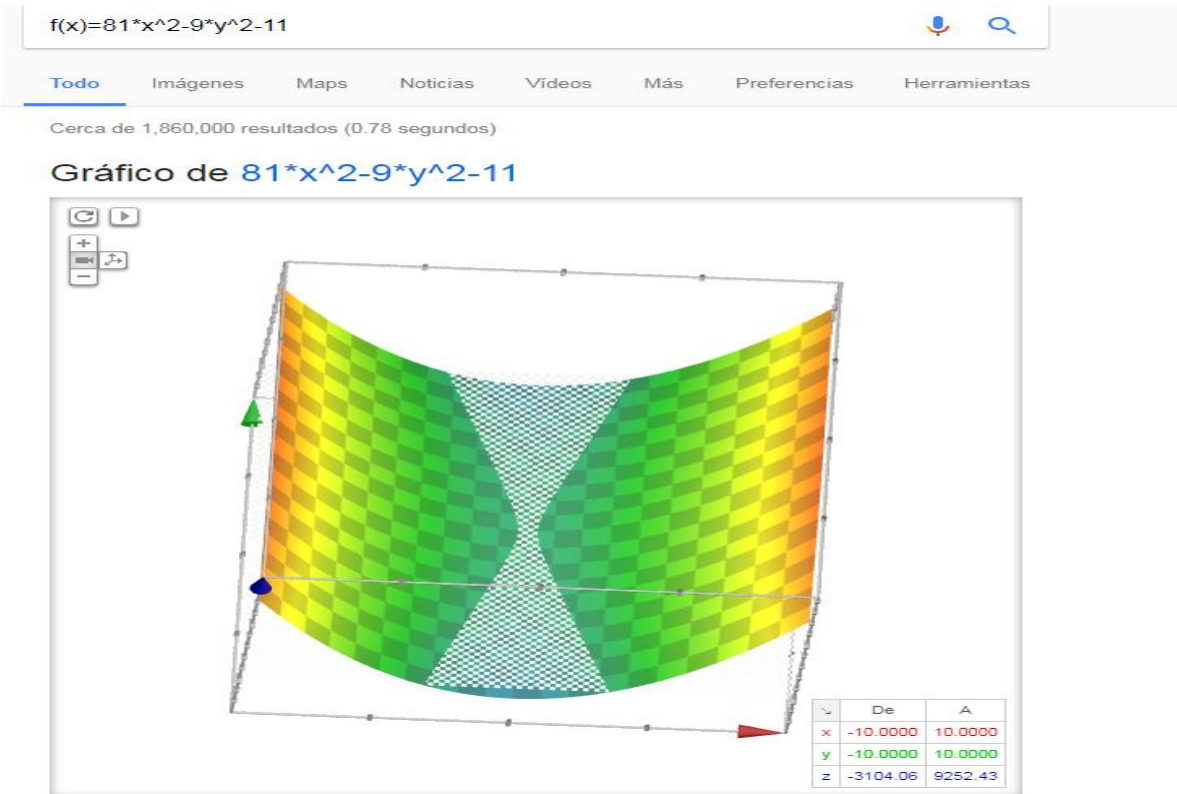 f(x)=81*x^2-9*y^2-11
Todo Imágenes Maps Noticias Vídeos Más Preferencias Herramientas
Cerca de 1,860,000 resultados (0.78 segundos)
Gráfico de 81*x^2-9*y^2-11
De A
x -10.0000 10.0000
y -10.0000 10.0000
z -3104.06 9252.43